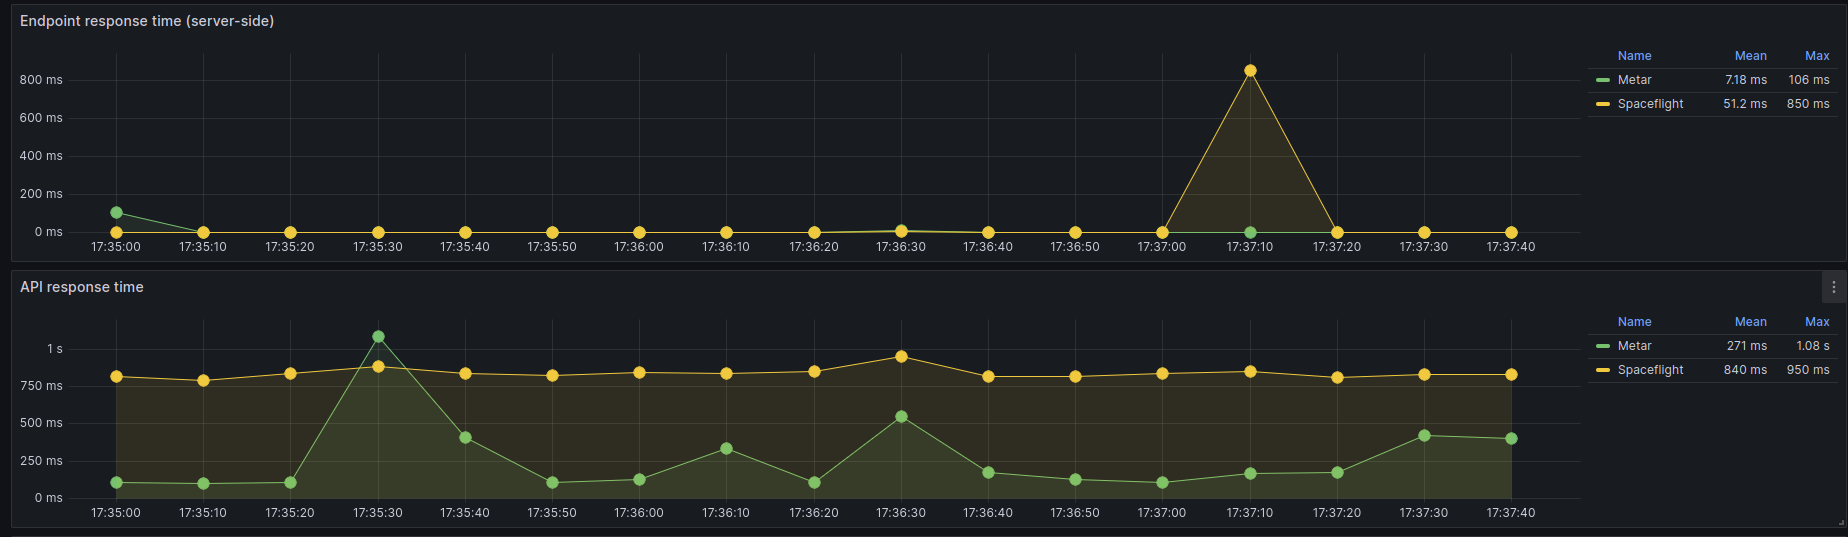 Endpoint response time (server-side)
Name Mean Max
800 ms
Metar 7.18 ms 106 ms
Spaceflight 51.2 ms 850 ms
600 ms
400 ms
200 ms
0 ms
17:35:00 17:35:10 17:35:20 17:35:30 17:35:40 17:35:50 17:36:00 17:36:10 17:36:20 17:36:30 17:36:40 17:36:50 17:37:00 17:37:10 17:37:20 17:37:30 17:37:40
API response time
Name Mean Max
1 s
Metar 271 ms 1.08 s
Spaceflight 840 ms 950 ms
750 ms
500 ms
250 ms
0 ms
17:35:00 17:35:10 17:35:20 17:35:30 17:35:40 17:35:50 17:36:00 17:36:10 17:36:20 17:36:30 17:36:40 17:36:50 17:37:00 17:37:10 17:37:20 17:37:30 17:37:40